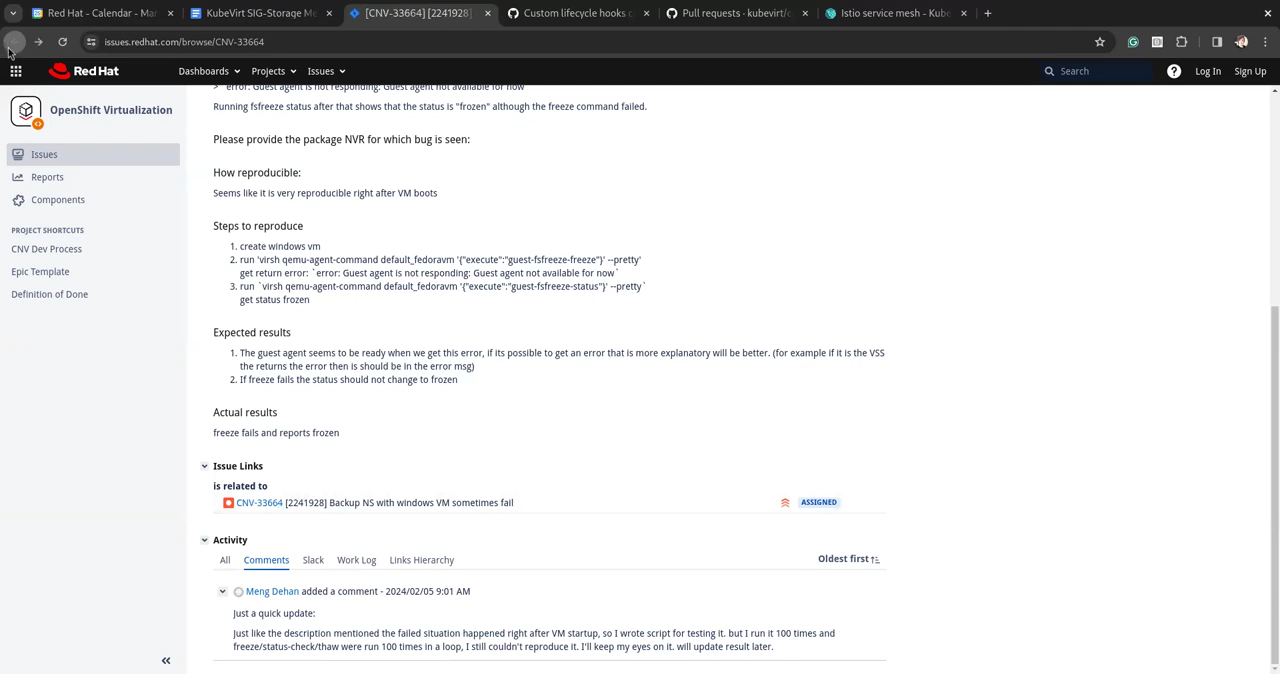 Red Hat - Calendar - Mar
KubeVirt SIG-Storage Me
[CNV-33664] [2241928]
Custom lifecycle hooks c
Pull requests · kubevirt/c
Istio service mesh - Kube
issues.redhat.com/browse/CNV-33664
Red Hat
Dashboards
Projects
Issues
Search
Log In
Sign Up
OpenShift Virtualization
Issues
Reports
Components
PROJECT SHORTCUTS
CNV Dev Process
Epic Template
Definition of Done
> error: Guest agent is not responding: Guest agent not available for now
Running fsfreeze status after that shows that the status is "frozen" although the freeze command failed.
Please provide the package NVR for which bug is seen:
How reproducible:
Seems like it is very reproducible right after VM boots
Steps to reproduce
1. create windows vm
2. run 'virsh qemu-agent-command default_fedoravm '{"execute":"guest-fsfreeze-freeze"}' --pretty'
get return error: `error: Guest agent is not responding: Guest agent not available for now`
3. run `virsh qemu-agent-command default_fedoravm '{"execute":"guest-fsfreeze-status"}' --pretty`
get status frozen
Expected results
1. The guest agent seems to be ready when we get this error, if its possible to get an error that is more explanatory will be better. (for example if it is the VSS
the returns the error then is should be in the error msg)
2. If freeze fails the status should not change to frozen
Actual results
freeze fails and reports frozen
Issue Links
is related to
CNV-33664 [2241928] Backup NS with windows VM sometimes fail
ASSIGNED
Activity
All
Comments
Slack
Work Log
Links Hierarchy
Oldest first
Meng Dehan added a comment - 2024/02/05 9:01 AM
Just a quick update:
Just like the description mentioned the failed situation happened right after VM startup, so I wrote script for testing it. but I run it 100 times and
freeze/status-check/thaw were run 100 times in a loop, I still couldn't reproduce it. I'll keep my eyes on it. will update result later.